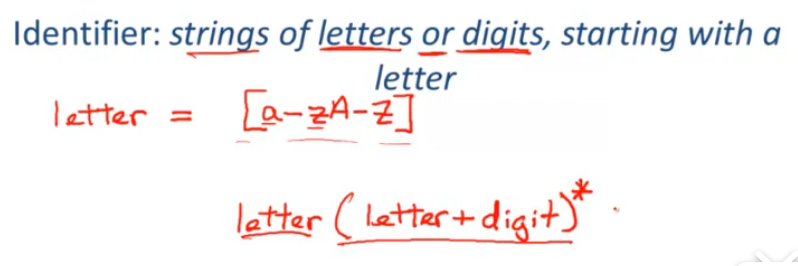 Identifier: strings of letters or digits, starting with a
letter
letter = [a-zA-Z]
letter (letter+digit)*